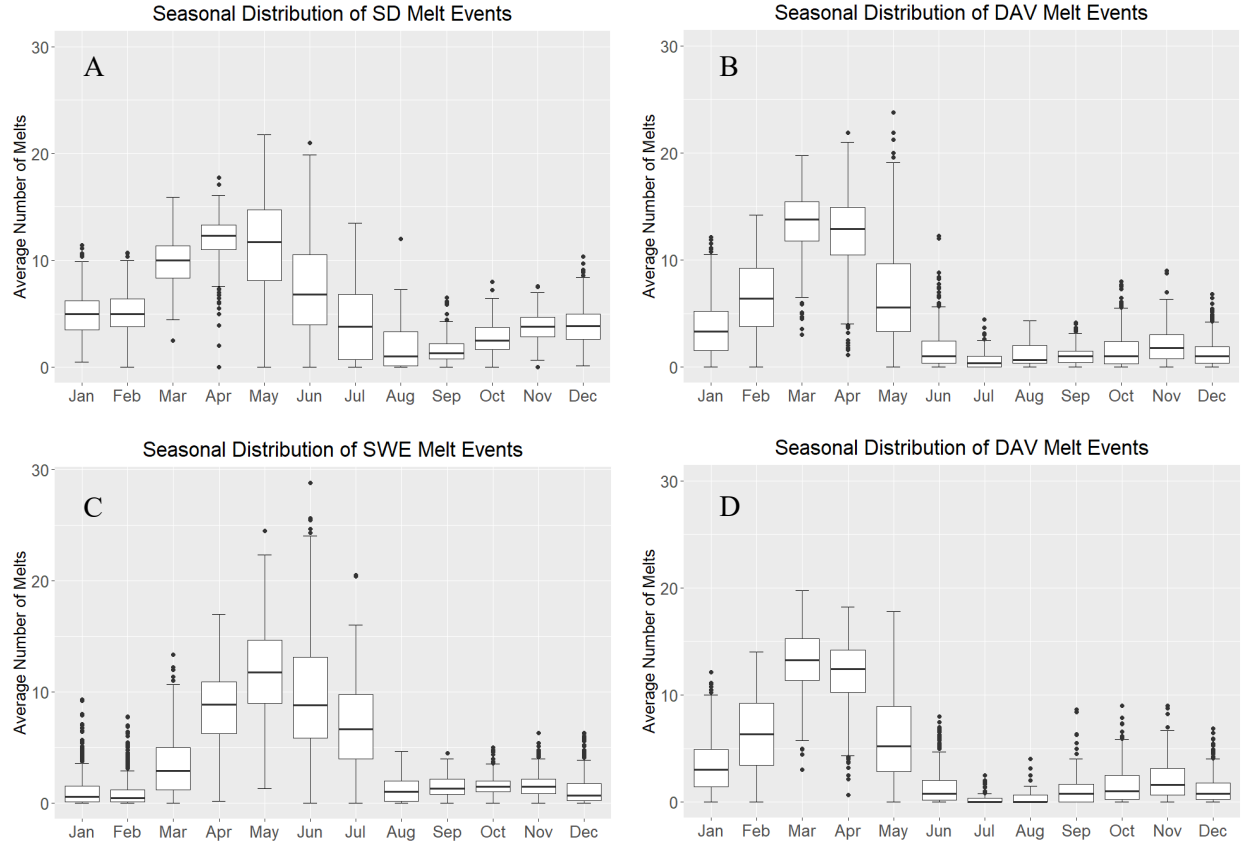 Seasonal Distribution of SD Melt Events
A
Average Number of Melts
30
20
10
0
Jan Feb Mar Apr May Jun Jul Aug Sep Oct Nov Dec
Seasonal Distribution of DAV Melt Events
B
Average Number of Melts
30
20
10
0
Jan Feb Mar Apr May Jun Jul Aug Sep Oct Nov Dec
Seasonal Distribution of SWE Melt Events
C
Average Number of Melts
30
20
10
0
Jan Feb Mar Apr May Jun Jul Aug Sep Oct Nov Dec
Seasonal Distribution of DAV Melt Events
D
Average Number of Melts
30
20
10
0
Jan Feb Mar Apr May Jun Jul Aug Sep Oct Nov Dec